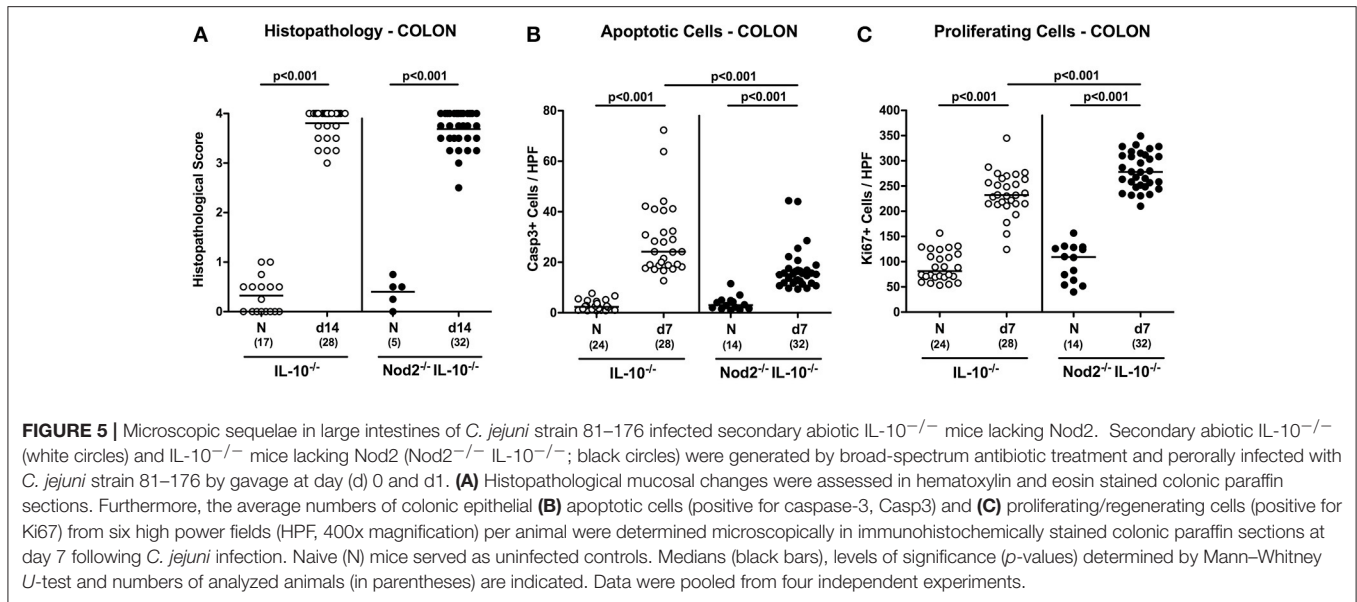 A Histopathology - COLON
p<0.001 p<0.001
Histopathological Score
4
3
2
1
0
N d14 N d14
(17) (28) (5) (32)
IL-10-/- Nod2-/- IL-10-/-
B Apoptotic Cells - COLON
p<0.001
p<0.001 p<0.001
Casp3+ Cells / HPF
80
60
40
20
0
N d7 N d7
(24) (28) (14) (32)
IL-10-/- Nod2-/- IL-10-/-
C Proliferating Cells - COLON
p<0.001
p<0.001 p<0.001
Ki67+ Cells / HPF
400
350
300
250
200
150
100
50
0
N d7 N d7
(24) (28) (14) (32)
IL-10-/- Nod2-/- IL-10-/-
FIGURE 5 | Microscopic sequelae in large intestines of C. jejuni strain 81–176 infected secondary abiotic IL-10−/− mice lacking Nod2. Secondary abiotic IL-10−/−
(white circles) and IL-10−/− mice lacking Nod2 (Nod2−/− IL-10−/−; black circles) were generated by broad-spectrum antibiotic treatment and perorally infected with
C. jejuni strain 81–176 by gavage at day (d) 0 and d1. (A) Histopathological mucosal changes were assessed in hematoxylin and eosin stained colonic paraffin
sections. Furthermore, the average numbers of colonic epithelial (B) apoptotic cells (positive for caspase-3, Casp3) and (C) proliferating/regenerating cells (positive for
Ki67) from six high power fields (HPF, 400x magnification) per animal were determined microscopically in immunohistochemically stained colonic paraffin sections at
day 7 following C. jejuni infection. Naive (N) mice served as uninfected controls. Medians (black bars), levels of significance (p-values) determined by Mann–Whitney
U-test and numbers of analyzed animals (in parentheses) are indicated. Data were pooled from four independent experiments.